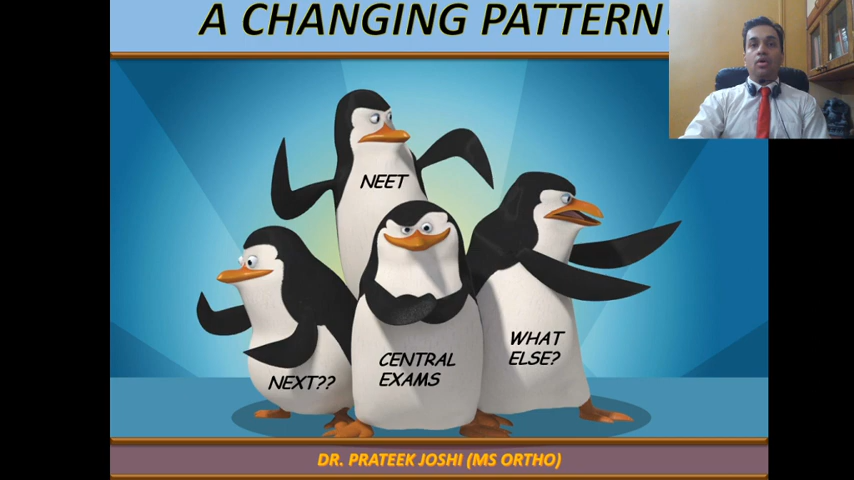 A CHANGING PATTERN
NEET
NEXT??
CENTRAL
EXAMS
WHAT
ELSE?
DR. PRATEEK JOSHI (MS ORTHO)